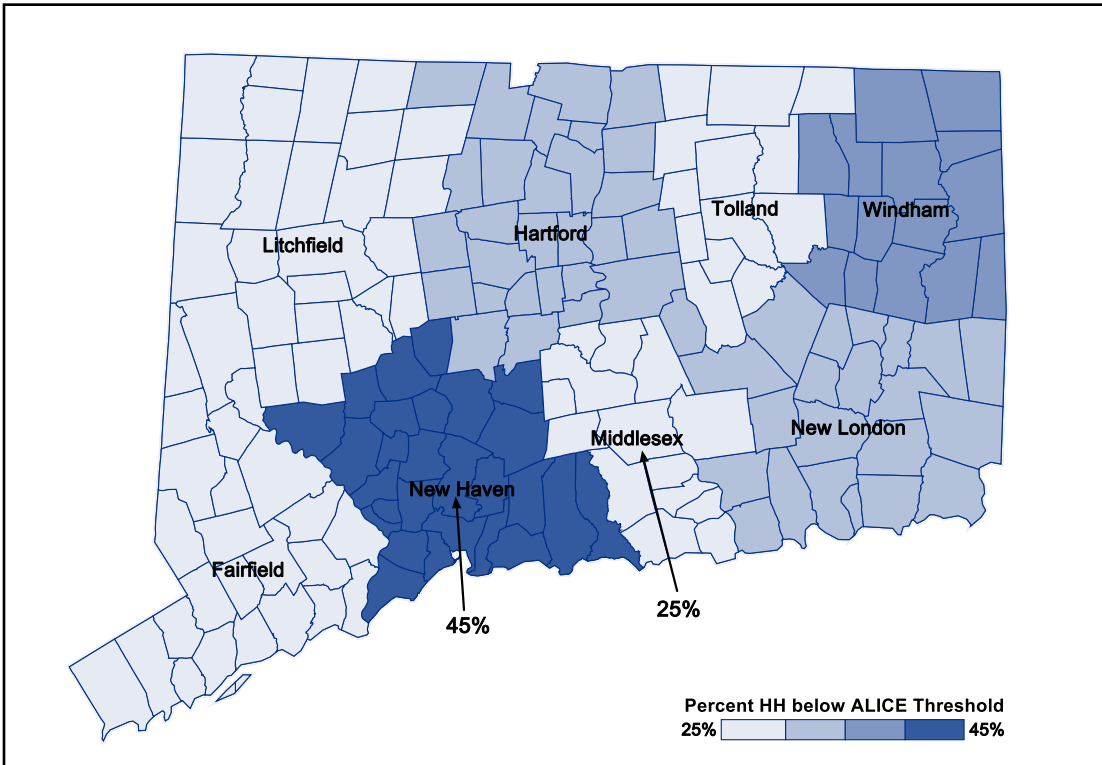 Tolland
Windham
Hartford
Litchfield
New London
Middlesex
New Haven
Fairfield
25%
45%
Percent HH below ALICE Threshold
25% 45%